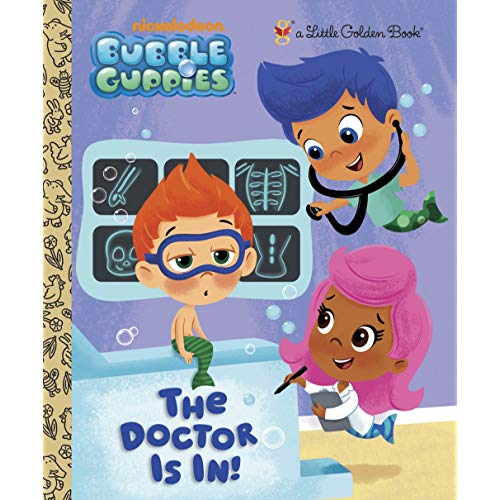 nickelodeon
BUBBLE
GUPPIES
a Little Golden Book®
THE
DOCTOR
IS IN!